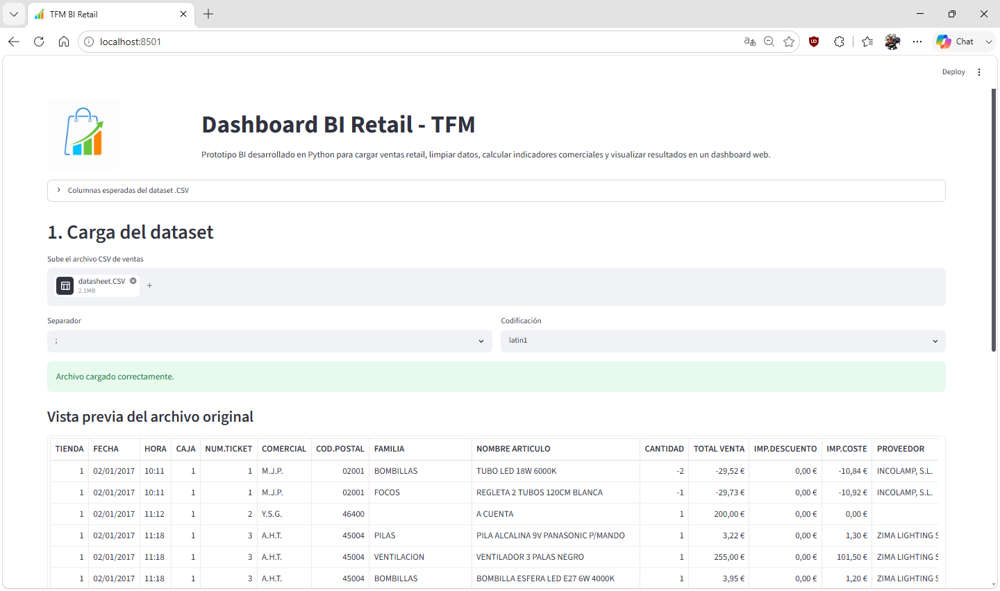 TFM BI Retail
localhost:8501
Chat
Deploy
Dashboard BI Retail - TFM
Prototipo BI desarrollado en Python para cargar ventas retail, limpiar datos, calcular indicadores comerciales y visualizar resultados en un dashboard web.
Columnas esperadas del dataset .CSV
1. Carga del dataset
Sube el archivo CSV de ventas
datasheet.CSV
2.1MB
Separador Codificación
; latin1
Archivo cargado correctamente.
Vista previa del archivo original
TIENDA FECHA HORA CAJA NUM.TICKET COMERCIAL COD.POSTAL FAMILIA NOMBRE ARTICULO CANTIDAD TOTAL VENTA IMP.DESCUENTO IMP.COSTE PROVEEDOR
1 02/01/2017 10:11 1 1 M.J.P. 02001 BOMBILLAS TUBO LED 18W 6000K -2 -29,52 € 0,00 € -10,84 € INCOLAMP, S.L.
1 02/01/2017 10:11 1 1 M.J.P. 02001 FOCOS REGLETA 2 TUBOS 120CM BLANCA -1 -29,73 € 0,00 € -10,92 € INCOLAMP, S.L.
1 02/01/2017 11:12 1 2 Y.S.G. 46400 A CUENTA 1 200,00 € 0,00 € 0,00 €
1 02/01/2017 11:18 1 3 A.H.T. 45004 PILAS PILA ALCALINA 9V PANASONIC P/MANDO 1 3,22 € 0,00 € 1,30 € ZIMA LIGHTING S
1 02/01/2017 11:18 1 3 A.H.T. 45004 VENTILACION VENTILADOR 3 PALAS NEGRO 1 255,00 € 0,00 € 101,50 € ZIMA LIGHTING S
1 02/01/2017 11:18 1 3 A.H.T. 45004 BOMBILLAS BOMBILLA ESFERA LED E27 6W 4000K 1 3,95 € 0,00 € 1,20 € ZIMA LIGHTING S